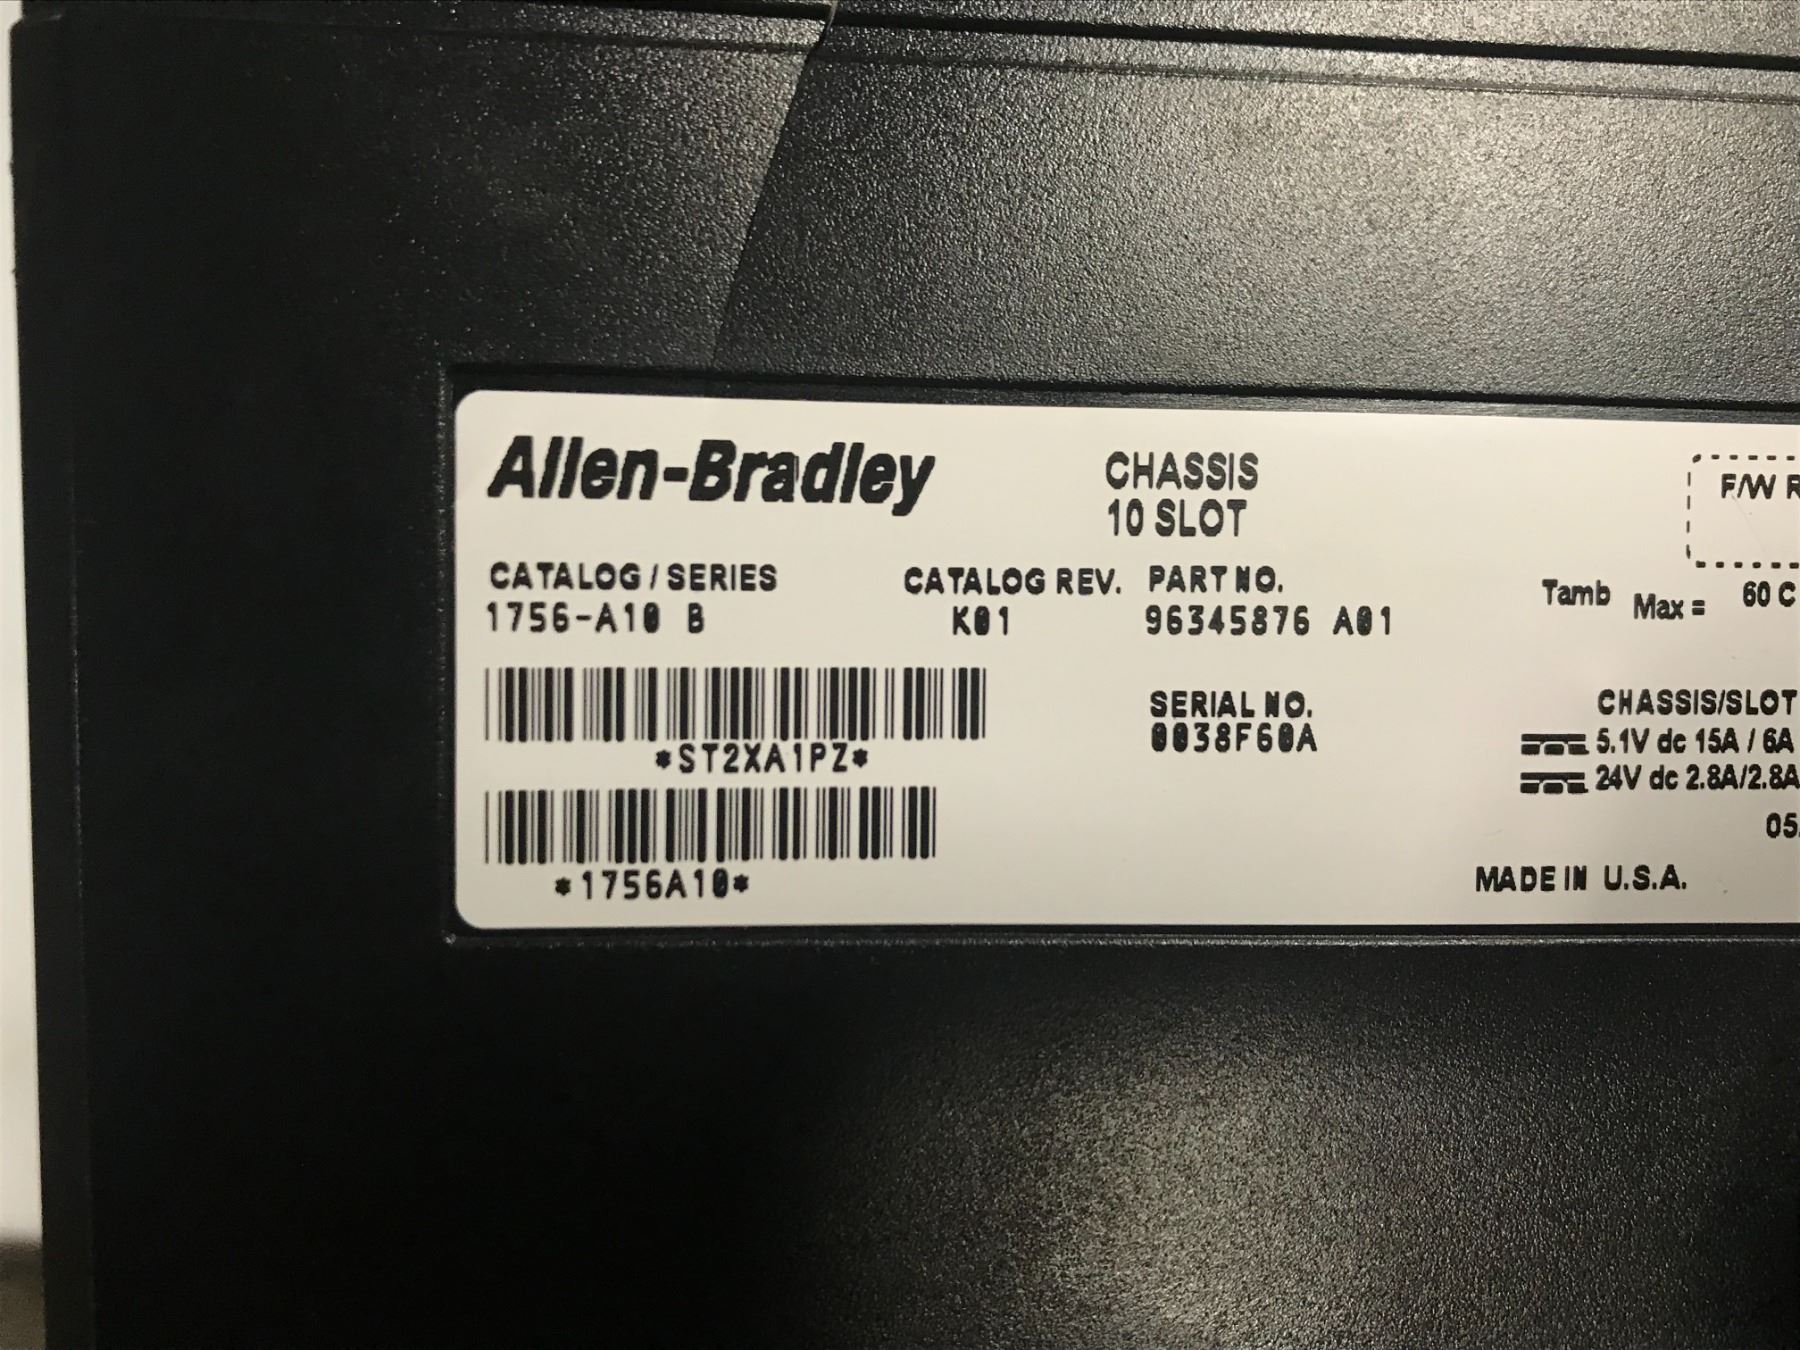 Allen-Bradley
CHASSIS
10 SLOT
F/W R
CATALOG / SERIES
1756-A10 B
CATALOG REV.
K01
PART NO.
96345876 A01
Tamb Max = 60 C
*ST2XA1PZ*
SERIAL NO.
0038F60A
CHASSIS/SLOT
5.1V dc 15A / 6A
24V dc 2.8A/2.8A
05
*1756A10*
MADE IN U.S.A.